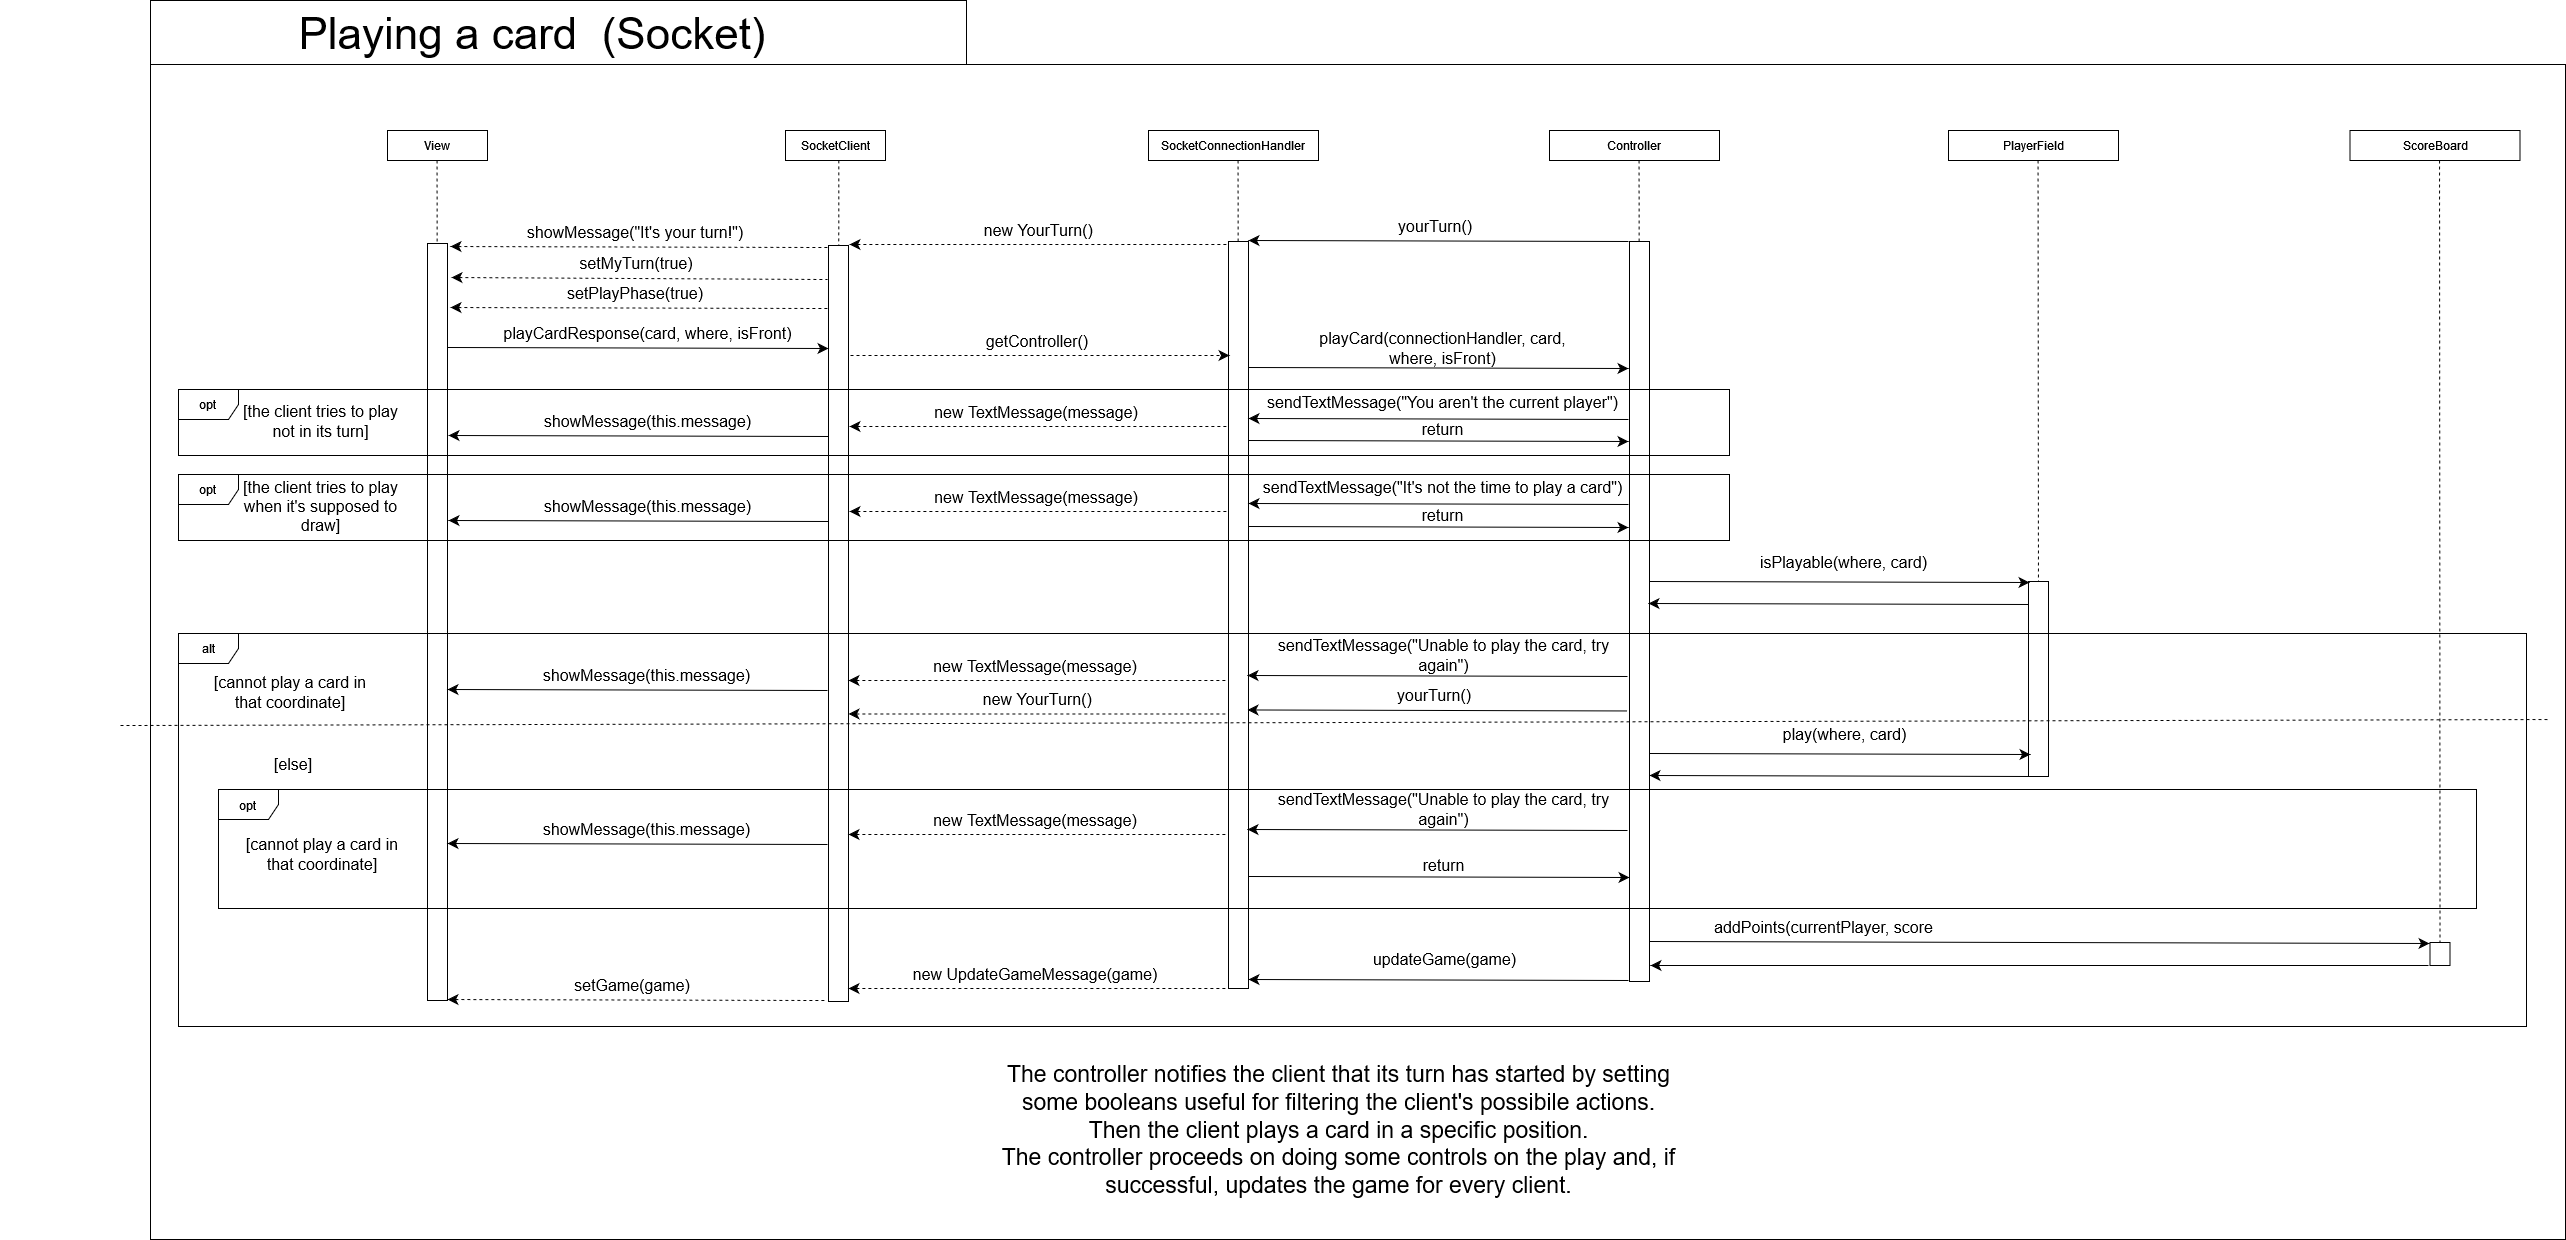 Playing a card  (Socket)
View
SocketClient
SocketConnectionHandler
Controller
PlayerField
ScoreBoard
showMessage("It's your turn!")
new YourTurn()
yourTurn()
setMyTurn(true)
setPlayPhase(true)
playCardResponse(card, where, isFront)
getController()
playCard(connectionHandler, card,
where, isFront)
opt
[the client tries to play
not in its turn]
showMessage(this.message)
new TextMessage(message)
sendTextMessage("You aren't the current player")
return
opt
[the client tries to play
when it's supposed to
draw]
showMessage(this.message)
new TextMessage(message)
sendTextMessage("It's not the time to play a card")
return
isPlayable(where, card)
alt
[cannot play a card in
that coordinate]
showMessage(this.message)
new TextMessage(message)
sendTextMessage("Unable to play the card, try
again")
new YourTurn()
yourTurn()
play(where, card)
[else]
opt
[cannot play a card in
that coordinate]
showMessage(this.message)
new TextMessage(message)
sendTextMessage("Unable to play the card, try
again")
return
addPoints(currentPlayer, score
updateGame(game)
new UpdateGameMessage(game)
setGame(game)
The controller notifies the client that its turn has started by setting
some booleans useful for filtering the client's possibile actions.
Then the client plays a card in a specific position.
The controller proceeds on doing some controls on the play and, if
successful, updates the game for every client.